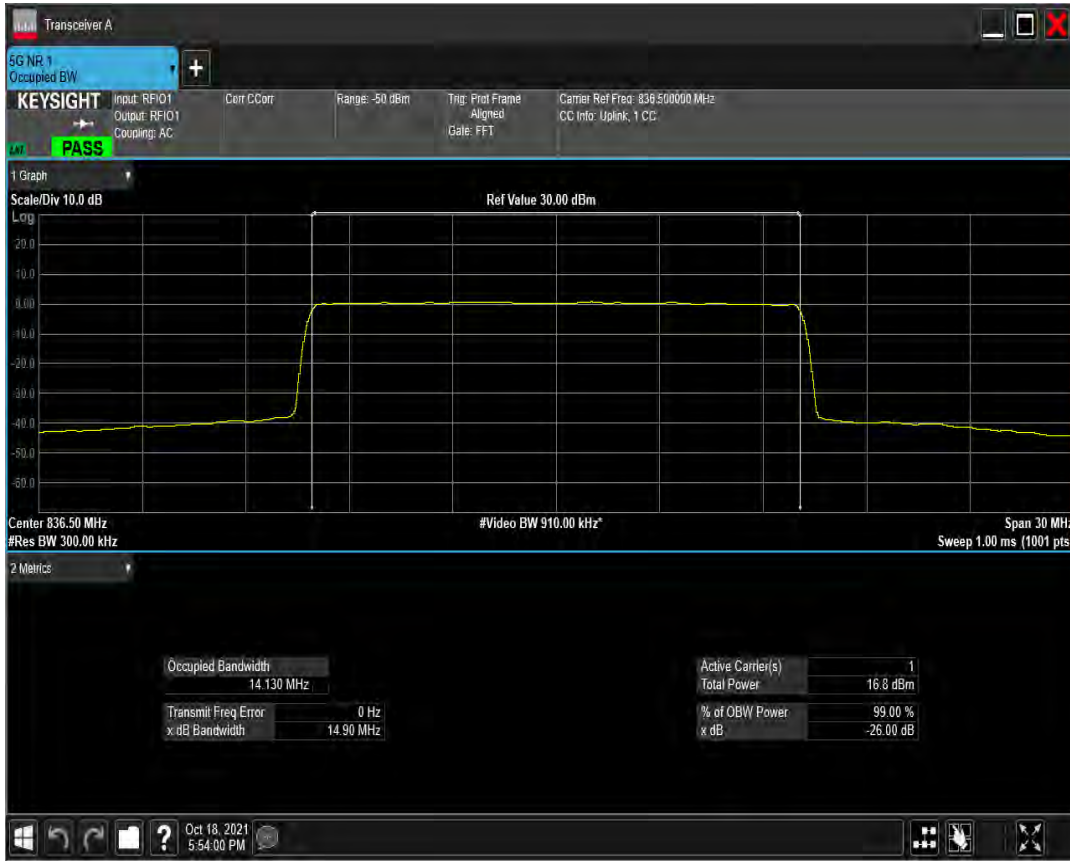 Transceiver A
5G NR 1
Occupied BW
+
KEYSIGHT
Input: RFIO1
Output: RFIO1
Coupling: AC
Corr CCorr
Range: -50 dBm
Trig: Prot Frame
Aligned
Gate: FFT
Carrier Ref Freq: 836.500000 MHz
CC Info: Uplink, 1 CC
PASS
1 Graph
Scale/Div 10.0 dB
Ref Value 30.00 dBm
Log
20.0
10.0
0.00
-10.0
-20.0
-30.0
-40.0
-50.0
-60.0
Center 836.50 MHz
#Video BW 910.00 kHz*
Span 30 MHz
#Res BW 300.00 kHz
Sweep 1.00 ms (1001 pts
2 Metrics
Occupied Bandwidth
14.130 MHz
Transmit Freq Error 0 Hz
x dB Bandwidth 14.90 MHz
Active Carrier(s) 1
Total Power 16.8 dBm
% of OBW Power 99.00 %
x dB -26.00 dB
?
Oct 18, 2021
5:54:00 PM